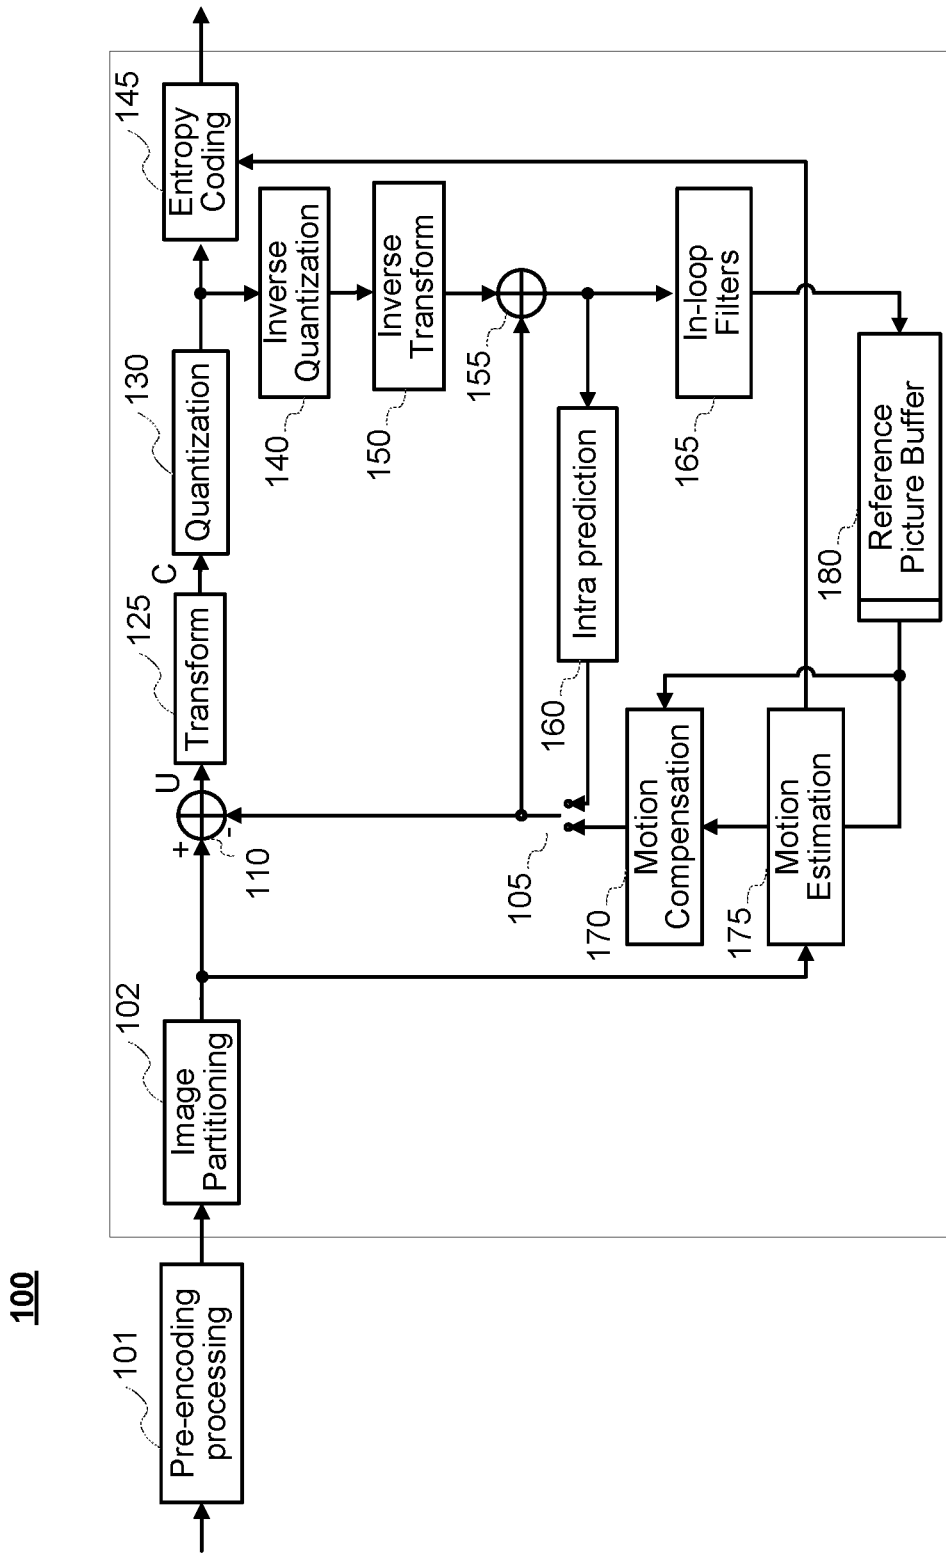 100
101
Pre-encoding
processing
102
Image
Partitioning
+
-
110
U
125
Transform
C
130
Quantization
145
Entropy
Coding
140
Inverse
Quantization
150
Inverse
Transform
155
105
160
Intra prediction
165
In-loop
Filters
170
Motion
Compensation
175
Motion
Estimation
180
Reference
Picture Buffer